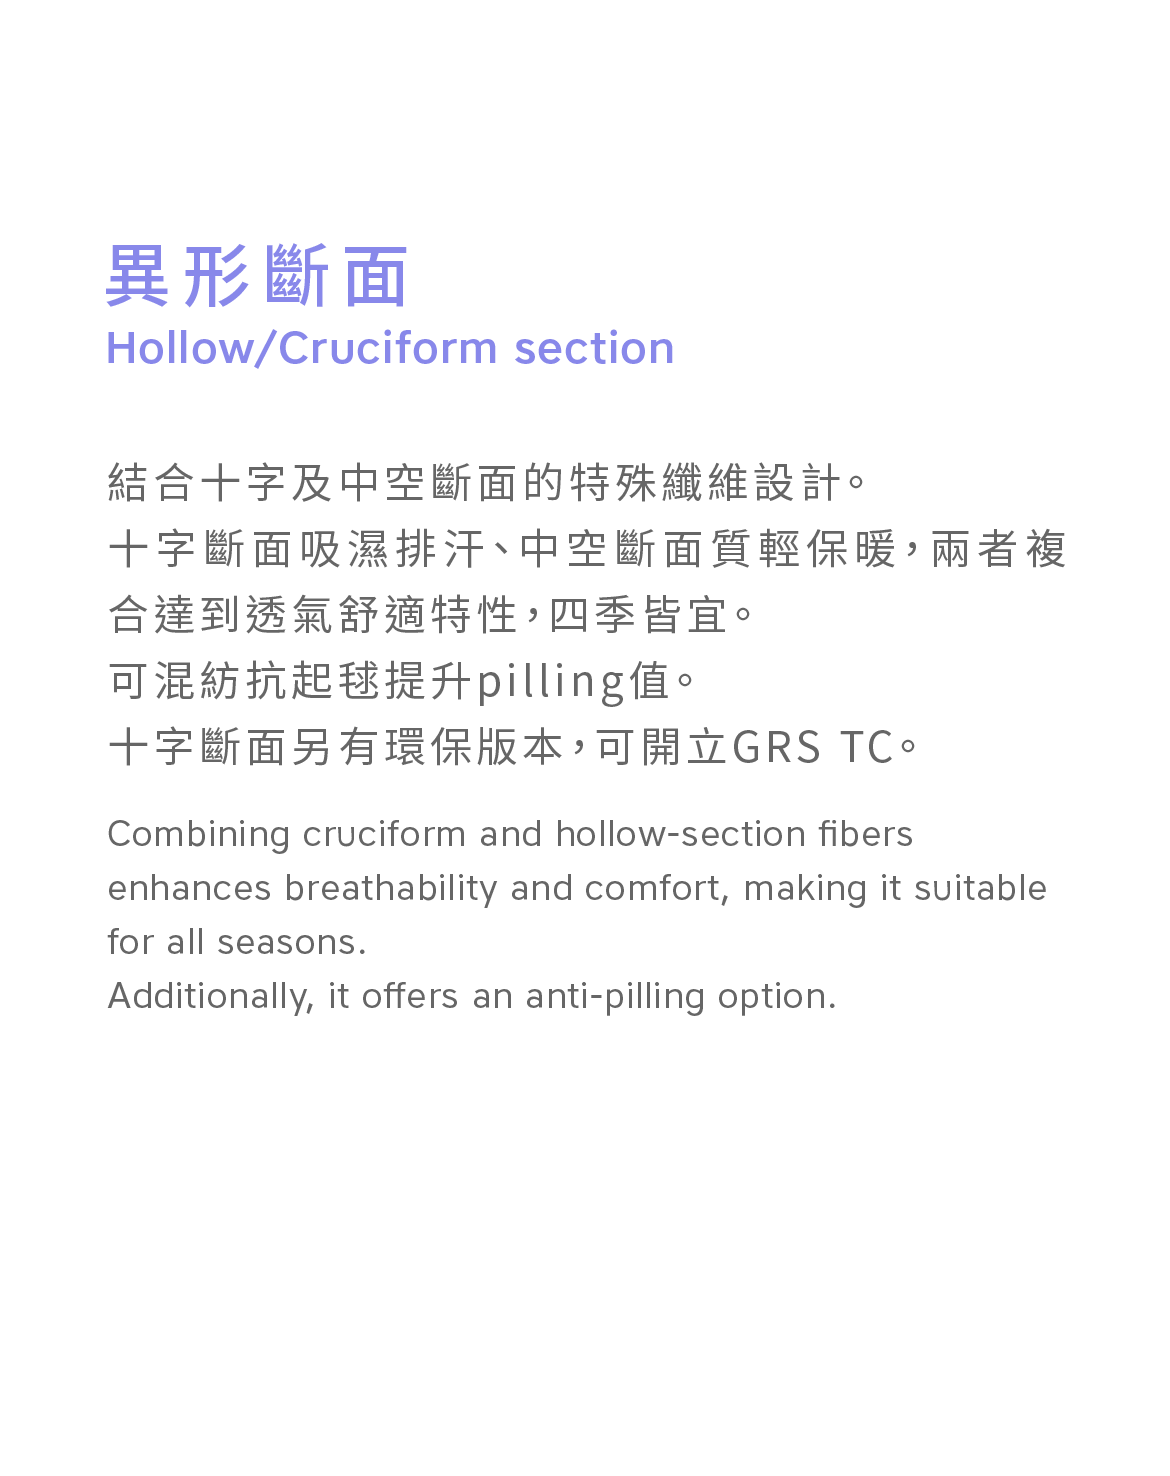 異形斷面
Hollow/Cruciform section
結合十字及中空斷面的特殊纖維設計。
十字斷面吸濕排汗、中空斷面質輕保暖，兩者複
合達到透氣舒適特性，四季皆宜。
可混紡抗起毬提升pilling值。
十字斷面另有環保版本，可開立GRS TC。
Combining cruciform and hollow-section fibers
enhances breathability and comfort, making it suitable
for all seasons.
Additionally, it offers an anti-pilling option.